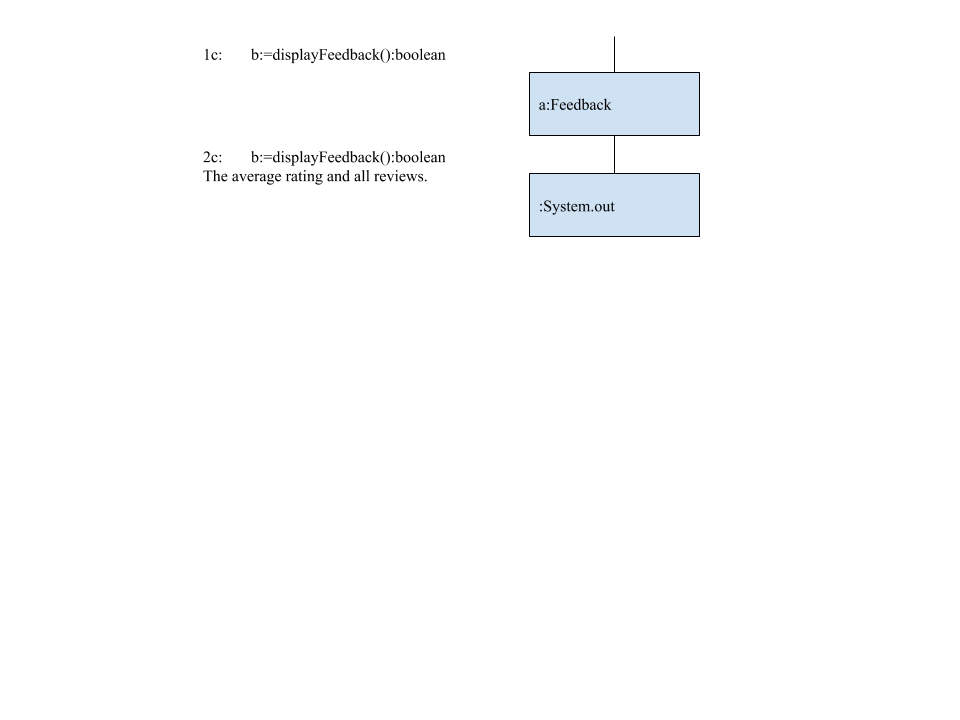 1c: b:=displayFeedback():boolean
a:Feedback
2c: b:=displayFeedback():boolean
The average rating and all reviews.
:System.out